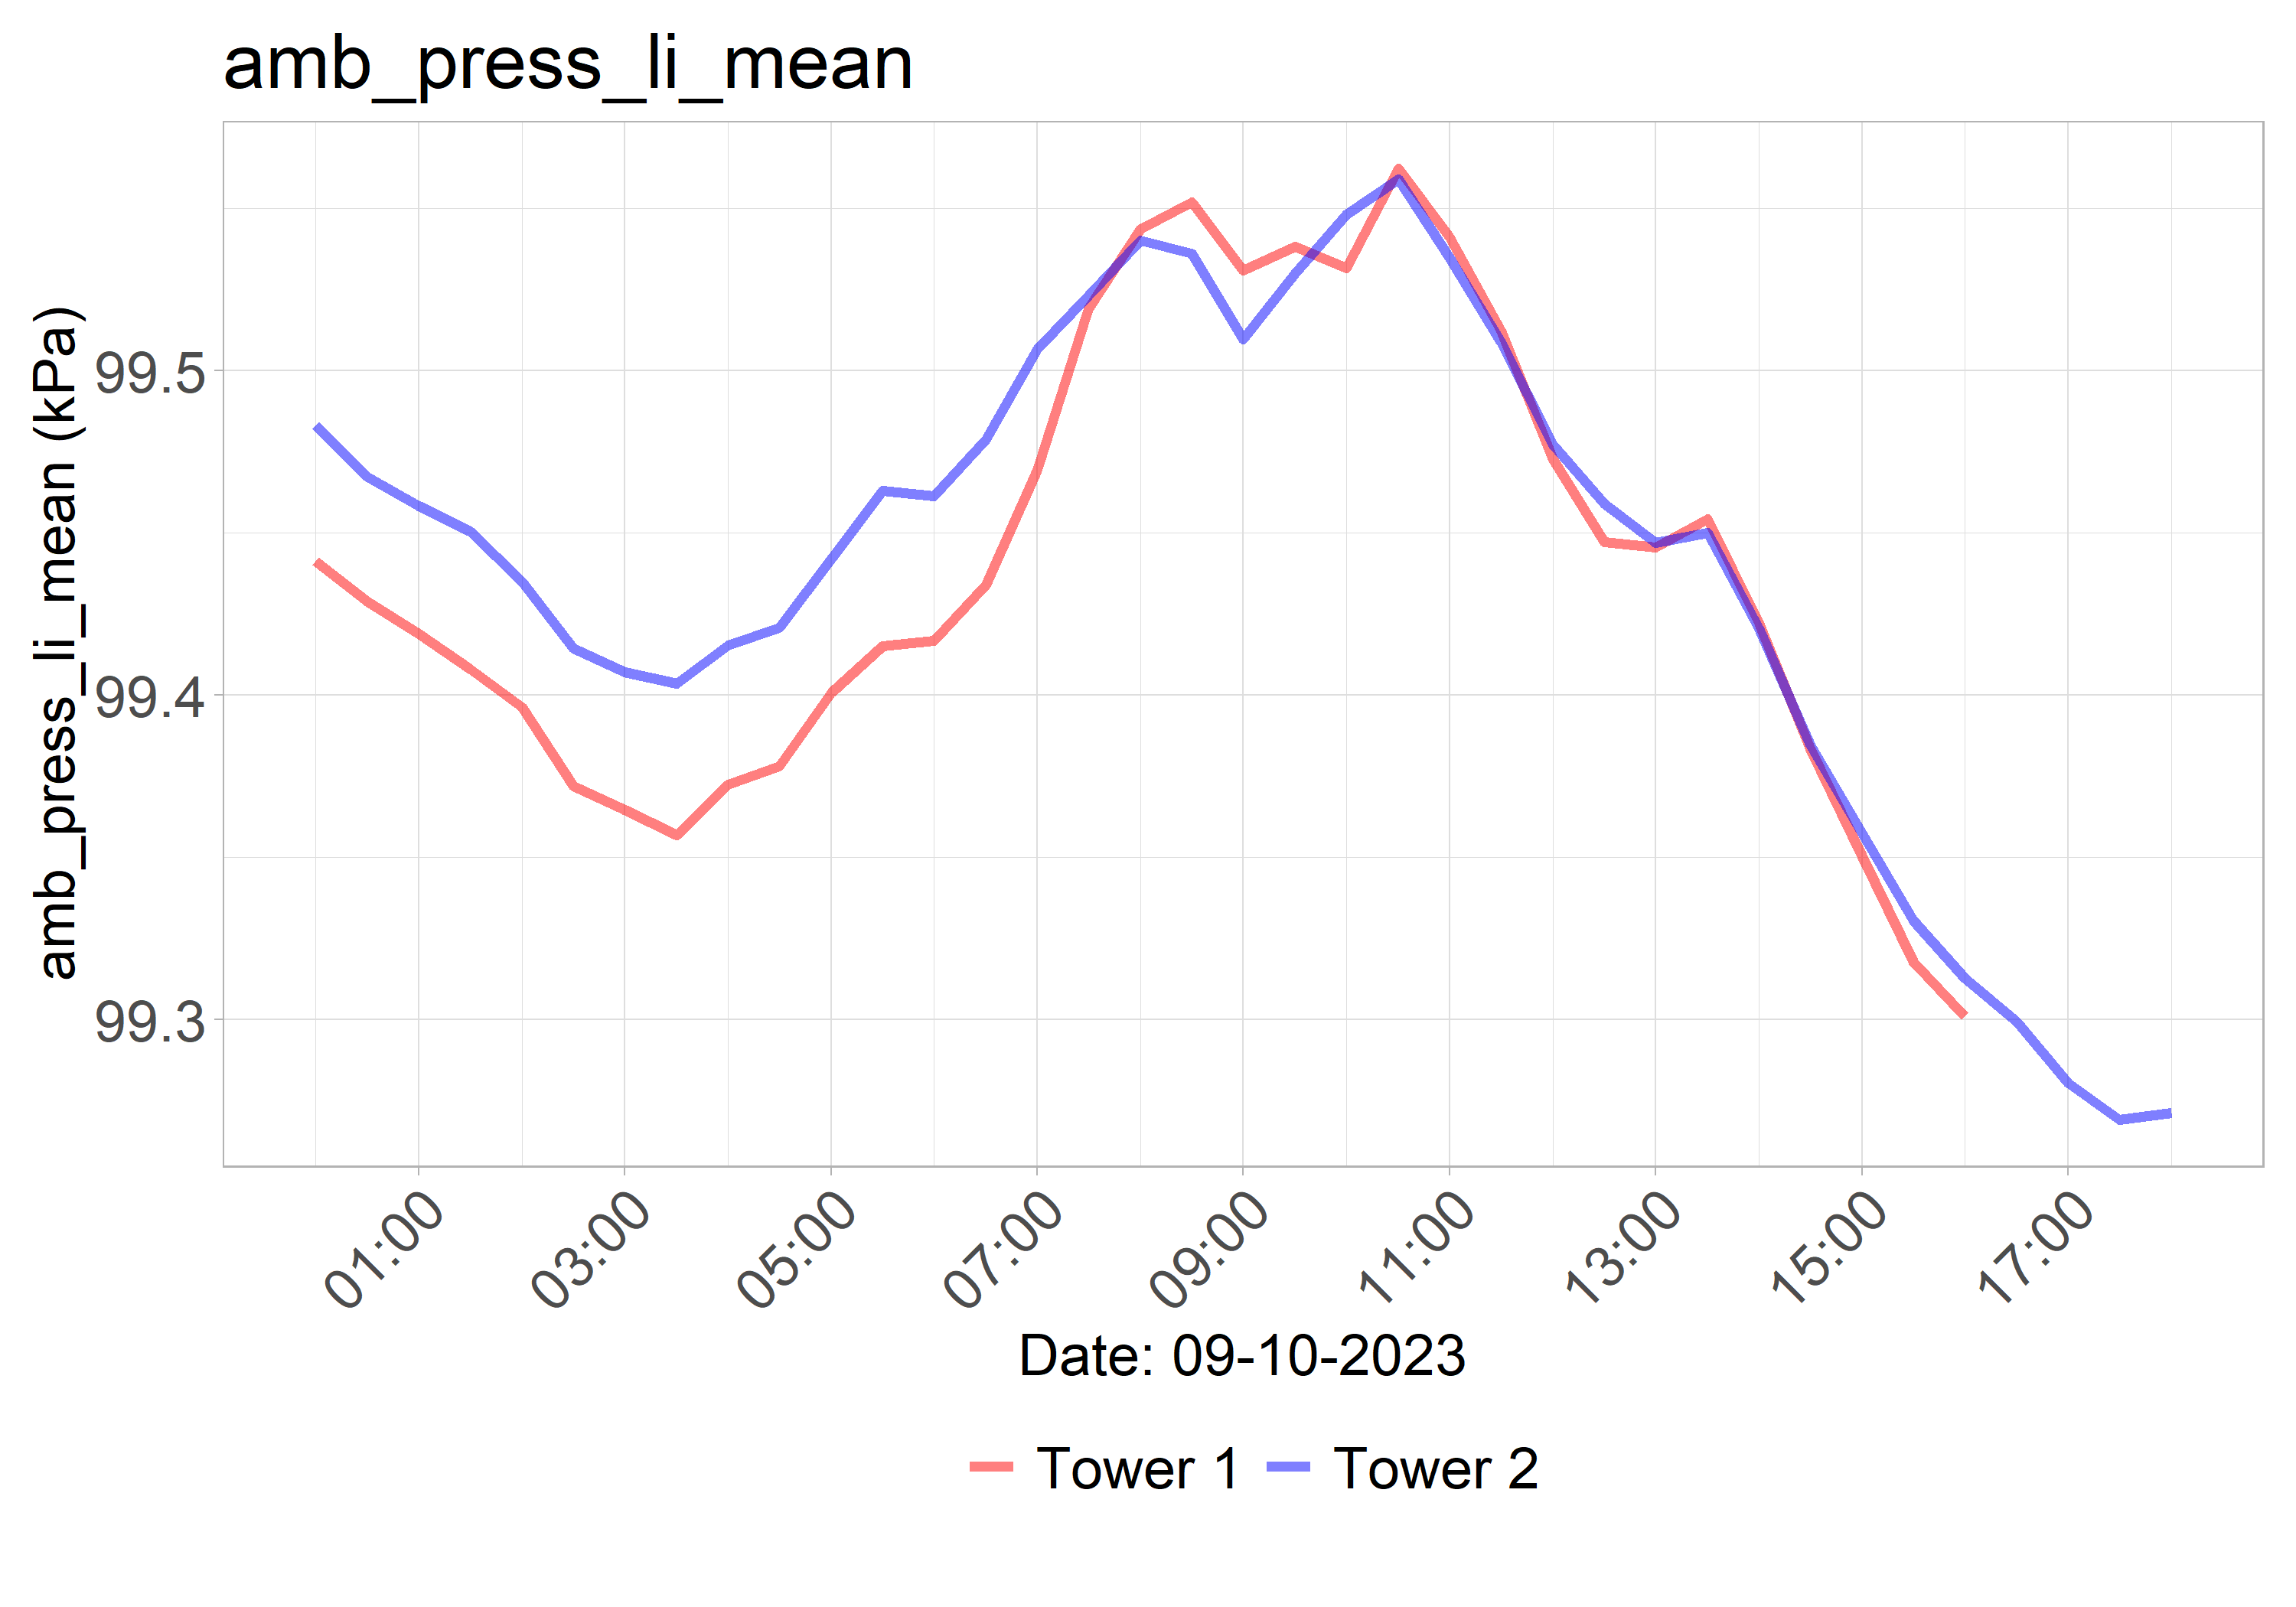 amb_press_li_mean
amb_press_li_mean (kPa)
99.5
99.4
99.3
01:00
03:00
05:00
07:00
09:00
11:00
13:00
15:00
17:00
Date: 09-10-2023
Tower 1
Tower 2